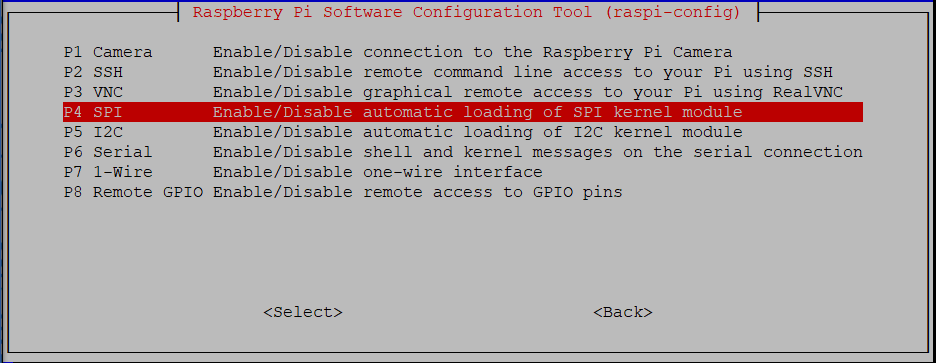 Raspberry Pi Software Configuration Tool (raspi-config)
P1 Camera Enable/Disable connection to the Raspberry Pi Camera
P2 SSH Enable/Disable remote command line access to your Pi using SSH
P3 VNC Enable/Disable graphical remote access to your Pi using RealVNC
P4 SPI Enable/Disable automatic loading of SPI kernel module
P5 I2C Enable/Disable automatic loading of I2C kernel module
P6 Serial Enable/Disable shell and kernel messages on the serial connection
P7 1-Wire Enable/Disable one-wire interface
P8 Remote GPIO Enable/Disable remote access to GPIO pins
<Select> <Back>